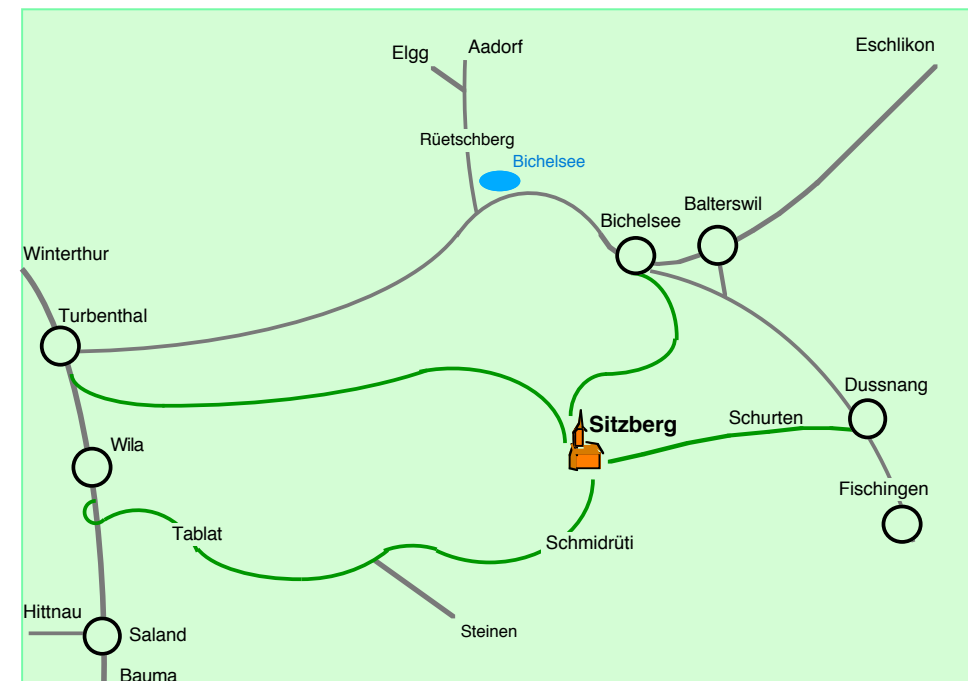 Eschlikon
Elgg
Aadorf
Rüetschberg
Bichelsee
Balterswil
Bichelsee
Winterthur
Turbenthal
Dussnang
Schurten
Sitzberg
Wila
Fischingen
Tablat
Schmidrüti
Hittnau
Steinen
Saland
Bauma